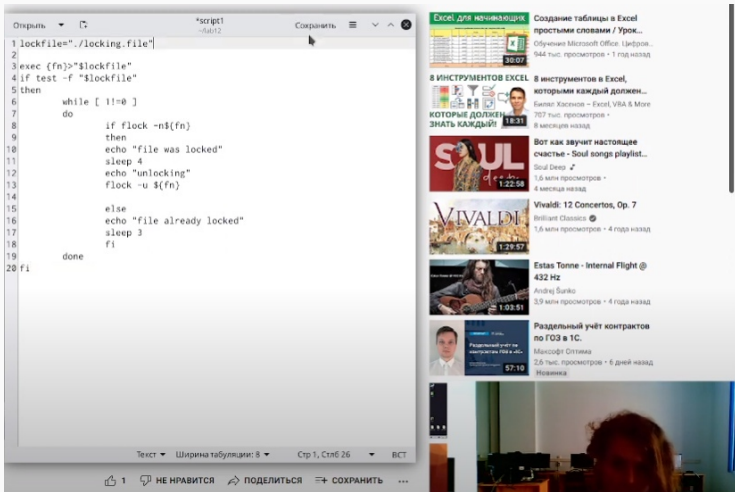 Открыть
*script1
~/lab12
Сохранить
1 lockfile="./locking.file"
2
3 exec {fn}>"$lockfile"
4 if test -f "$lockfile"
5 then
6 while [ 1!=0 ]
7 do
8 if flock -n${fn}
9 then
10 echo "file was locked"
11 sleep 4
12 echo "unlocking"
13 flock -u ${fn}
14
15 else
16 echo "file already locked"
17 sleep 3
18 fi
19 done
20 fi
Текст
Ширина табуляции: 8
Стр 1, Стлб 26
ВСТ
1
НЕ НРАВИТСЯ
ПОДЕЛИТЬСЯ
СОХРАНИТЬ
Excel для начинающих
30:07
Создание таблицы в Excel
простыми словами / Урок...
Обучение Microsoft Office. Цифров...
944 тыс. просмотров • 1 год назад
8 ИНСТРУМЕНТОВ EXCEL
КОТОРЫЕ ДОЛЖЕН
ЗНАТЬ КАЖДЫЙ!
18:31
8 инструментов в Excel,
которыми каждый должен...
Билял Хасенов – Excel, VBA & More
707 тыс. просмотров •
8 месяцев назад
SOUL
deep
1:22:58
Вот как звучит настоящее
счастье - Soul songs playlist...
Soul Deep
1,6 млн просмотров •
4 месяца назад
VIVALDI
1:29:57
Vivaldi: 12 Concertos, Op. 7
Brilliant Classics
1,6 млн просмотров • 4 года назад
1:03:51
Estas Tonne - Internal Flight @
432 Hz
Andrej Šunko
3,9 млн просмотров • 4 года назад
Раздельный учёт по
контрактам ГОЗ в «1С»
57:10
Раздельный учёт контрактов
по ГОЗ в 1С.
Максофт Оптима
2,6 тыс. просмотров • 6 дней назад
Новинка